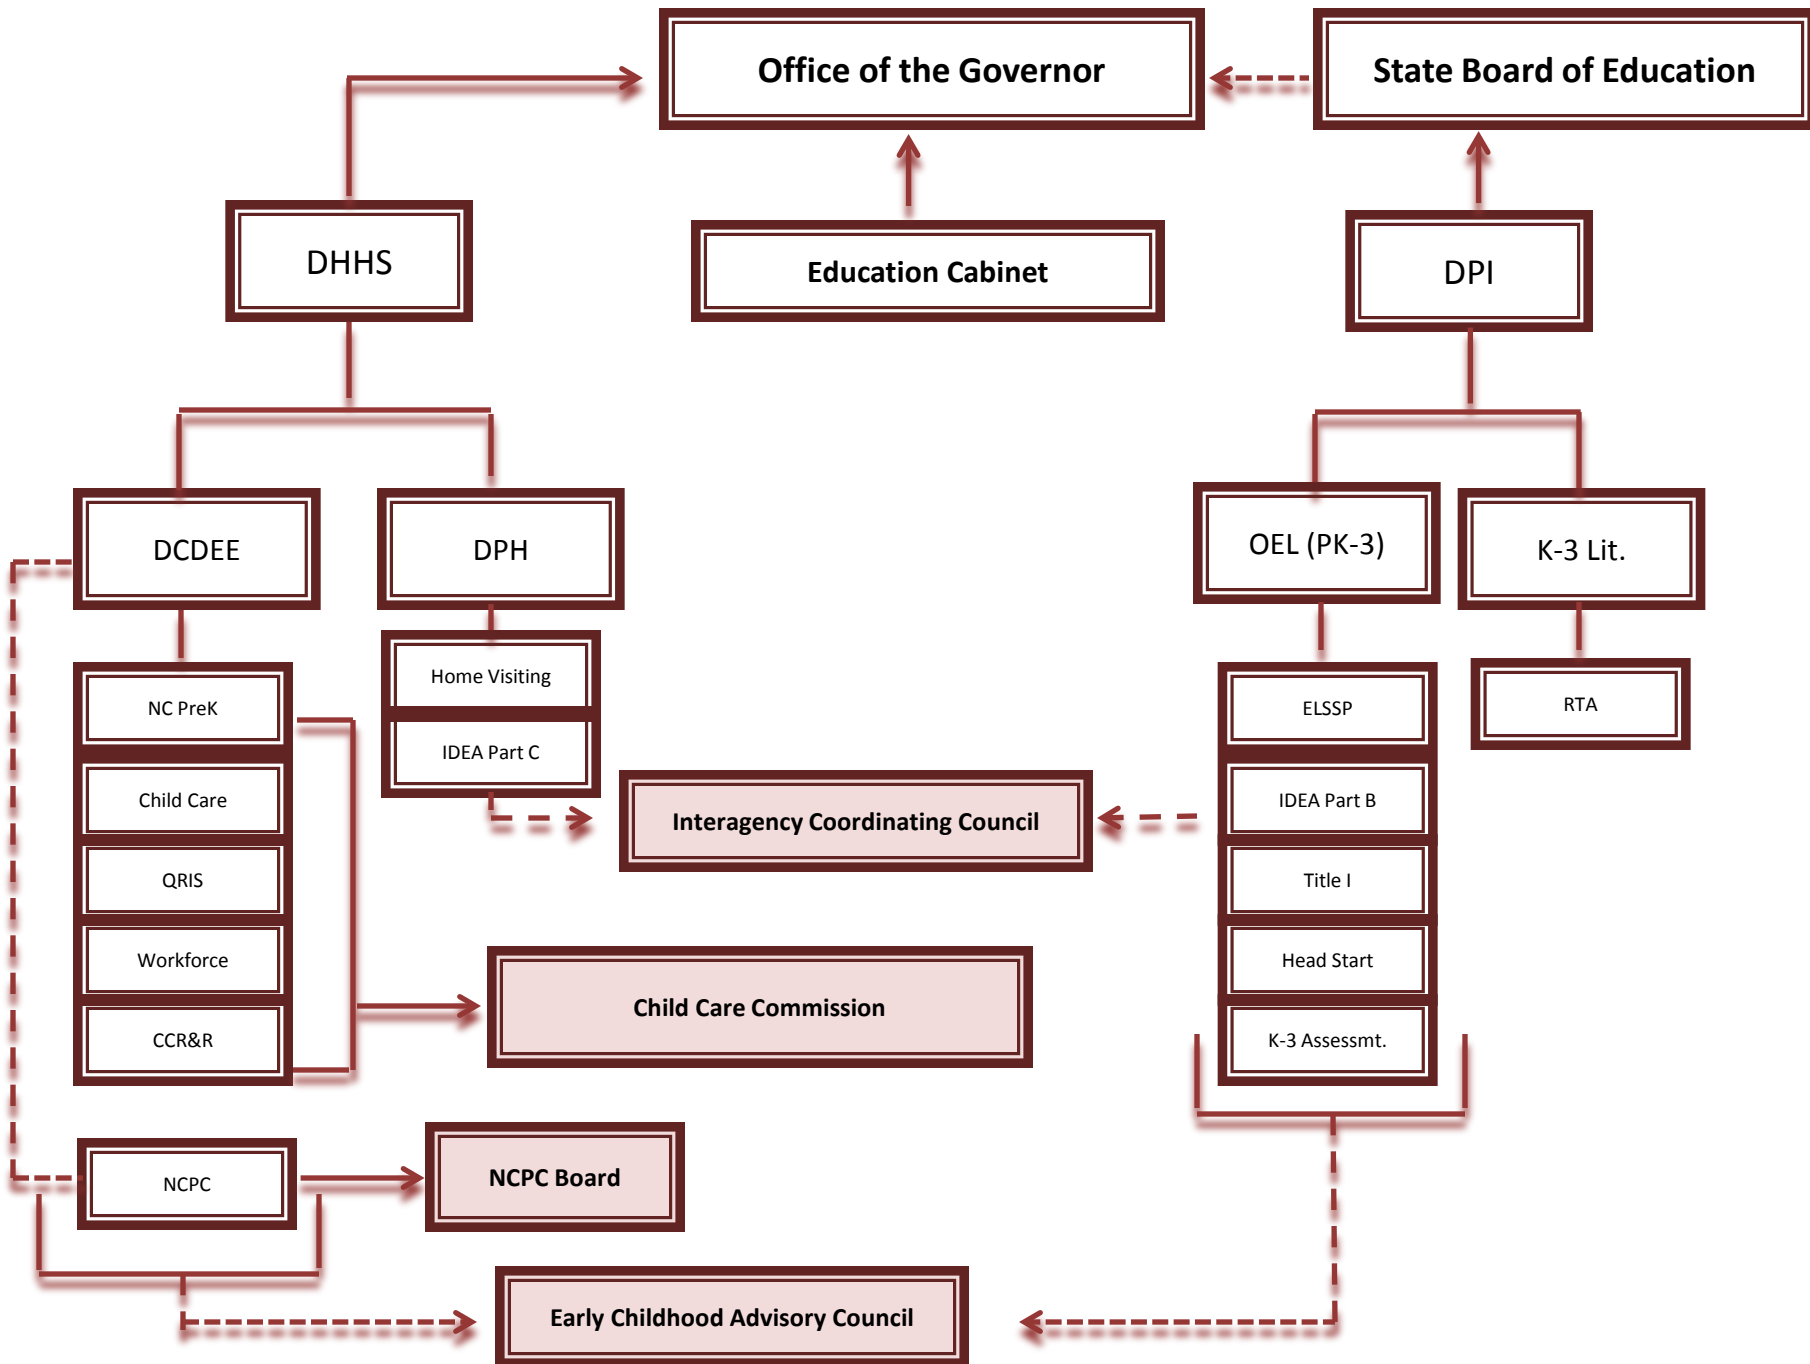 Office of the Governor
State Board of Education
DHHS
Education Cabinet
DPI
DCDEE
DPH
OEL (PK-3)
K-3 Lit.
Home Visiting
IDEA Part C
NC PreK
Child Care
QRIS
Workforce
CCR&R
ELSSP
IDEA Part B
Title I
Head Start
K-3 Assessmt.
RTA
Interagency Coordinating Council
Child Care Commission
NCPC
NCPC Board
Early Childhood Advisory Council